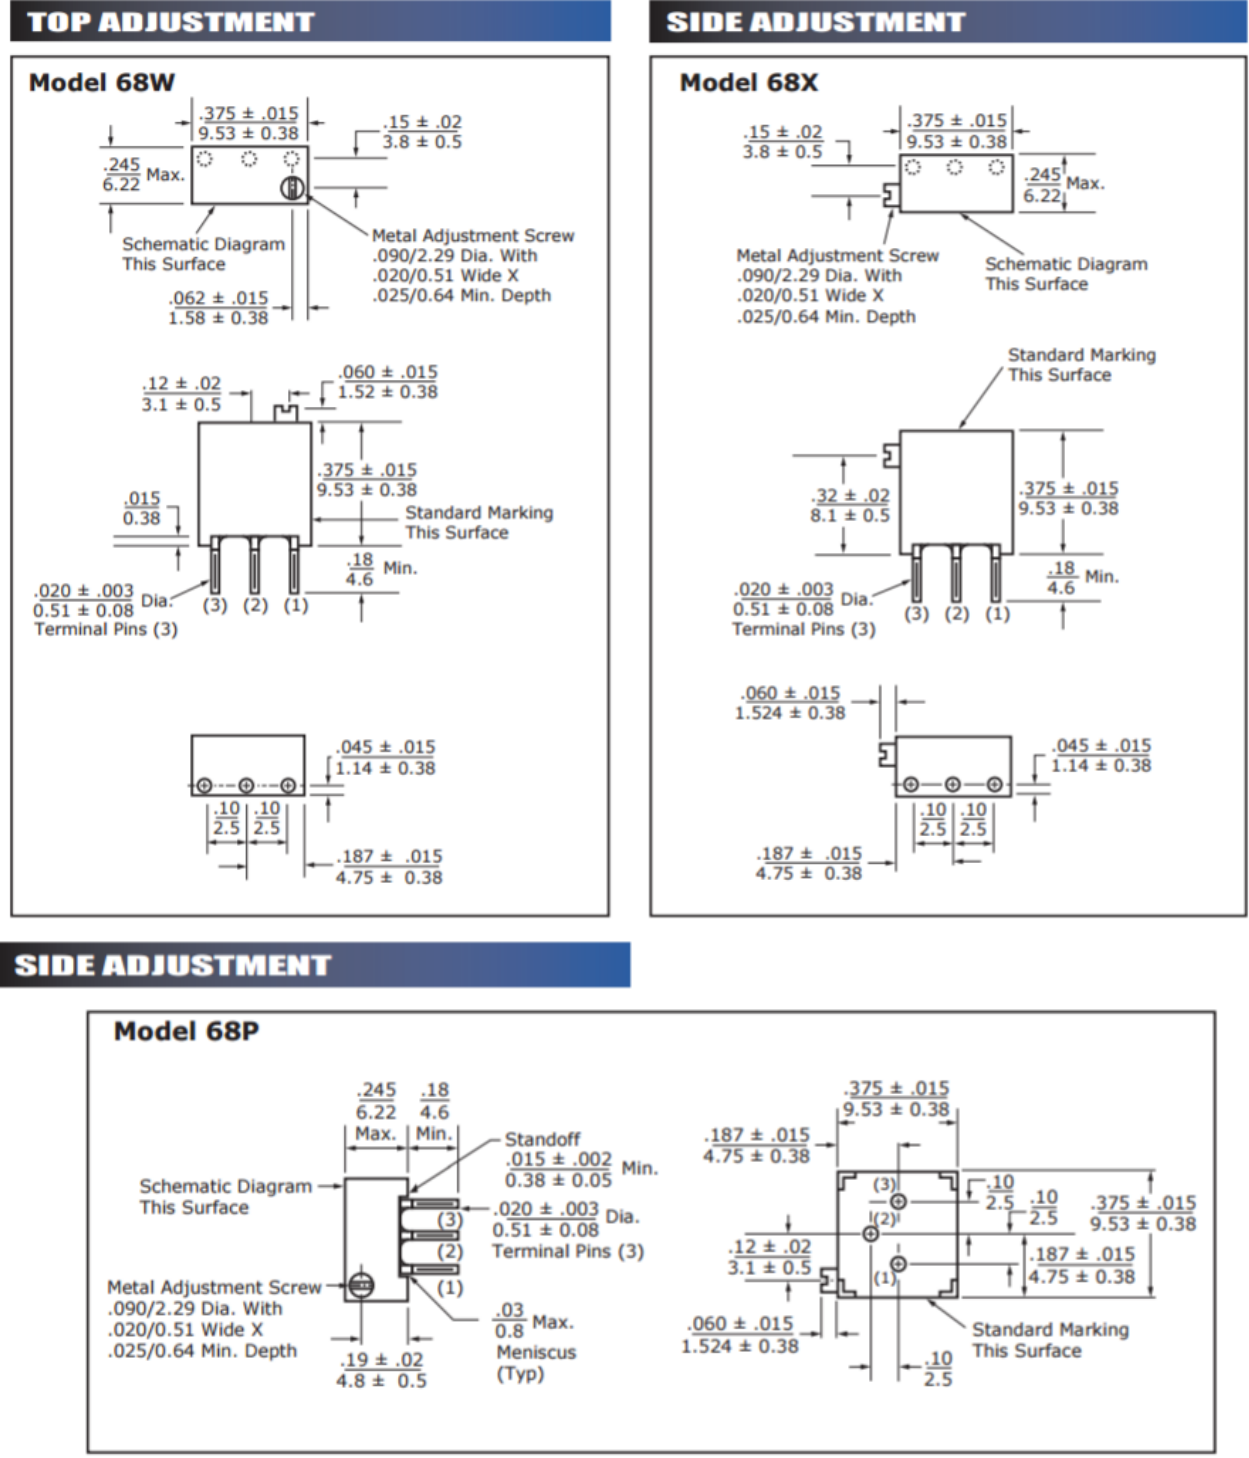 TOP ADJUSTMENT
Model 68W
.375 ± .015
9.53 ± 0.38
.15 ± .02
3.8 ± 0.5
.245
6.22
Max.
Schematic Diagram
This Surface
Metal Adjustment Screw
.090/2.29 Dia. With
.020/0.51 Wide X
.025/0.64 Min. Depth
.062 ± .015
1.58 ± 0.38
.12 ± .02
3.1 ± 0.5
.060 ± .015
1.52 ± 0.38
.375 ± .015
9.53 ± 0.38
.015
0.38
Standard Marking
This Surface
.18
4.6
Min.
.020 ± .003
0.51 ± 0.08
Dia.
Terminal Pins (3)
(3) (2) (1)
.045 ± .015
1.14 ± 0.38
.10 .10
2.5 2.5
.187 ± .015
4.75 ± 0.38
SIDE ADJUSTMENT
Model 68X
.375 ± .015
9.53 ± 0.38
.15 ± .02
3.8 ± 0.5
.245
6.22
Max.
Metal Adjustment Screw
.090/2.29 Dia. With
.020/0.51 Wide X
.025/0.64 Min. Depth
Schematic Diagram
This Surface
Standard Marking
This Surface
.32 ± .02
8.1 ± 0.5
.375 ± .015
9.53 ± 0.38
.18
4.6
Min.
.020 ± .003
0.51 ± 0.08
Dia.
Terminal Pins (3)
(3) (2) (1)
.060 ± .015
1.524 ± 0.38
.045 ± .015
1.14 ± 0.38
.10 .10
2.5 2.5
.187 ± .015
4.75 ± 0.38
SIDE ADJUSTMENT
Model 68P
.245
6.22
Max.
.18
4.6
Min.
Standoff
.015 ± .002
0.38 ± 0.05
Min.
Schematic Diagram
This Surface
.020 ± .003
0.51 ± 0.08
Dia.
Terminal Pins (3)
(3)
(2)
(1)
Metal Adjustment Screw
.090/2.29 Dia. With
.020/0.51 Wide X
.025/0.64 Min. Depth
.03
0.8
Max.
Meniscus
(Typ)
.19 ± .02
4.8 ± 0.5
.375 ± .015
9.53 ± 0.38
.187 ± .015
4.75 ± 0.38
(3)
(2)
(1)
.10
2.5
.10
2.5
.375 ± .015
9.53 ± 0.38
.12 ± .02
3.1 ± 0.5
.187 ± .015
4.75 ± 0.38
.060 ± .015
1.524 ± 0.38
Standard Marking
This Surface
.10
2.5